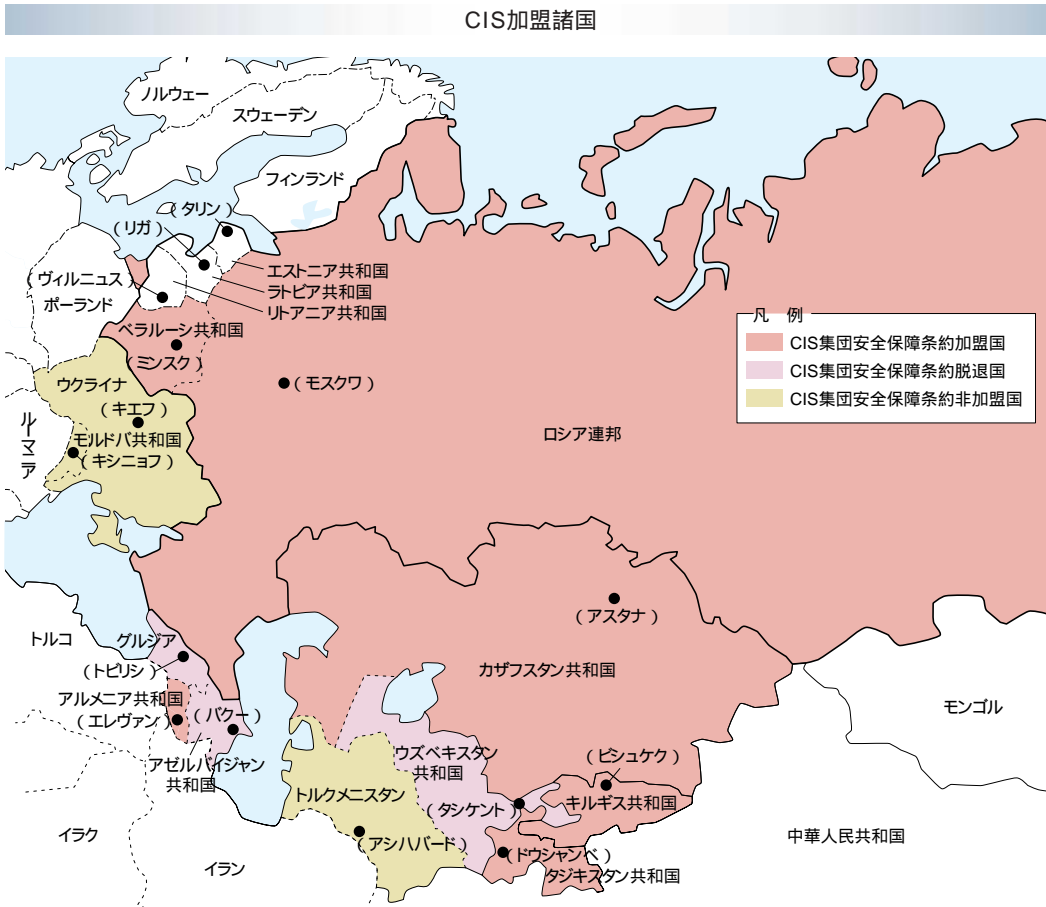 CIS加盟諸国
ノルウェー
スウェーデン
フィンランド
(タリン)
(リガ)
(ヴィルニュス)
ポーランド
エストニア共和国
ラトビア共和国
リトアニア共和国
ベラルーシ共和国
(ミンスク)
(モスクワ)
凡 例
CIS集団安全保障条約加盟国
CIS集団安全保障条約脱退国
CIS集団安全保障条約非加盟国
ウクライナ
(キエフ)
モルドバ共和国
(キシニョフ)
ルーマニア
ロシア連邦
(アスタナ)
トルコ
グルジア
(トビリシ)
カザフスタン共和国
アルメニア共和国
(エレヴァン)
(バクー)
モンゴル
アゼルバイジャン
共和国
ウズベキスタン
共和国
(ビシュケク)
トルクメニスタン
(タシケント)
キルギス共和国
イラク
(アシハバード)
中華人民共和国
イラン
(ドウシャンベ)
タジキスタン共和国